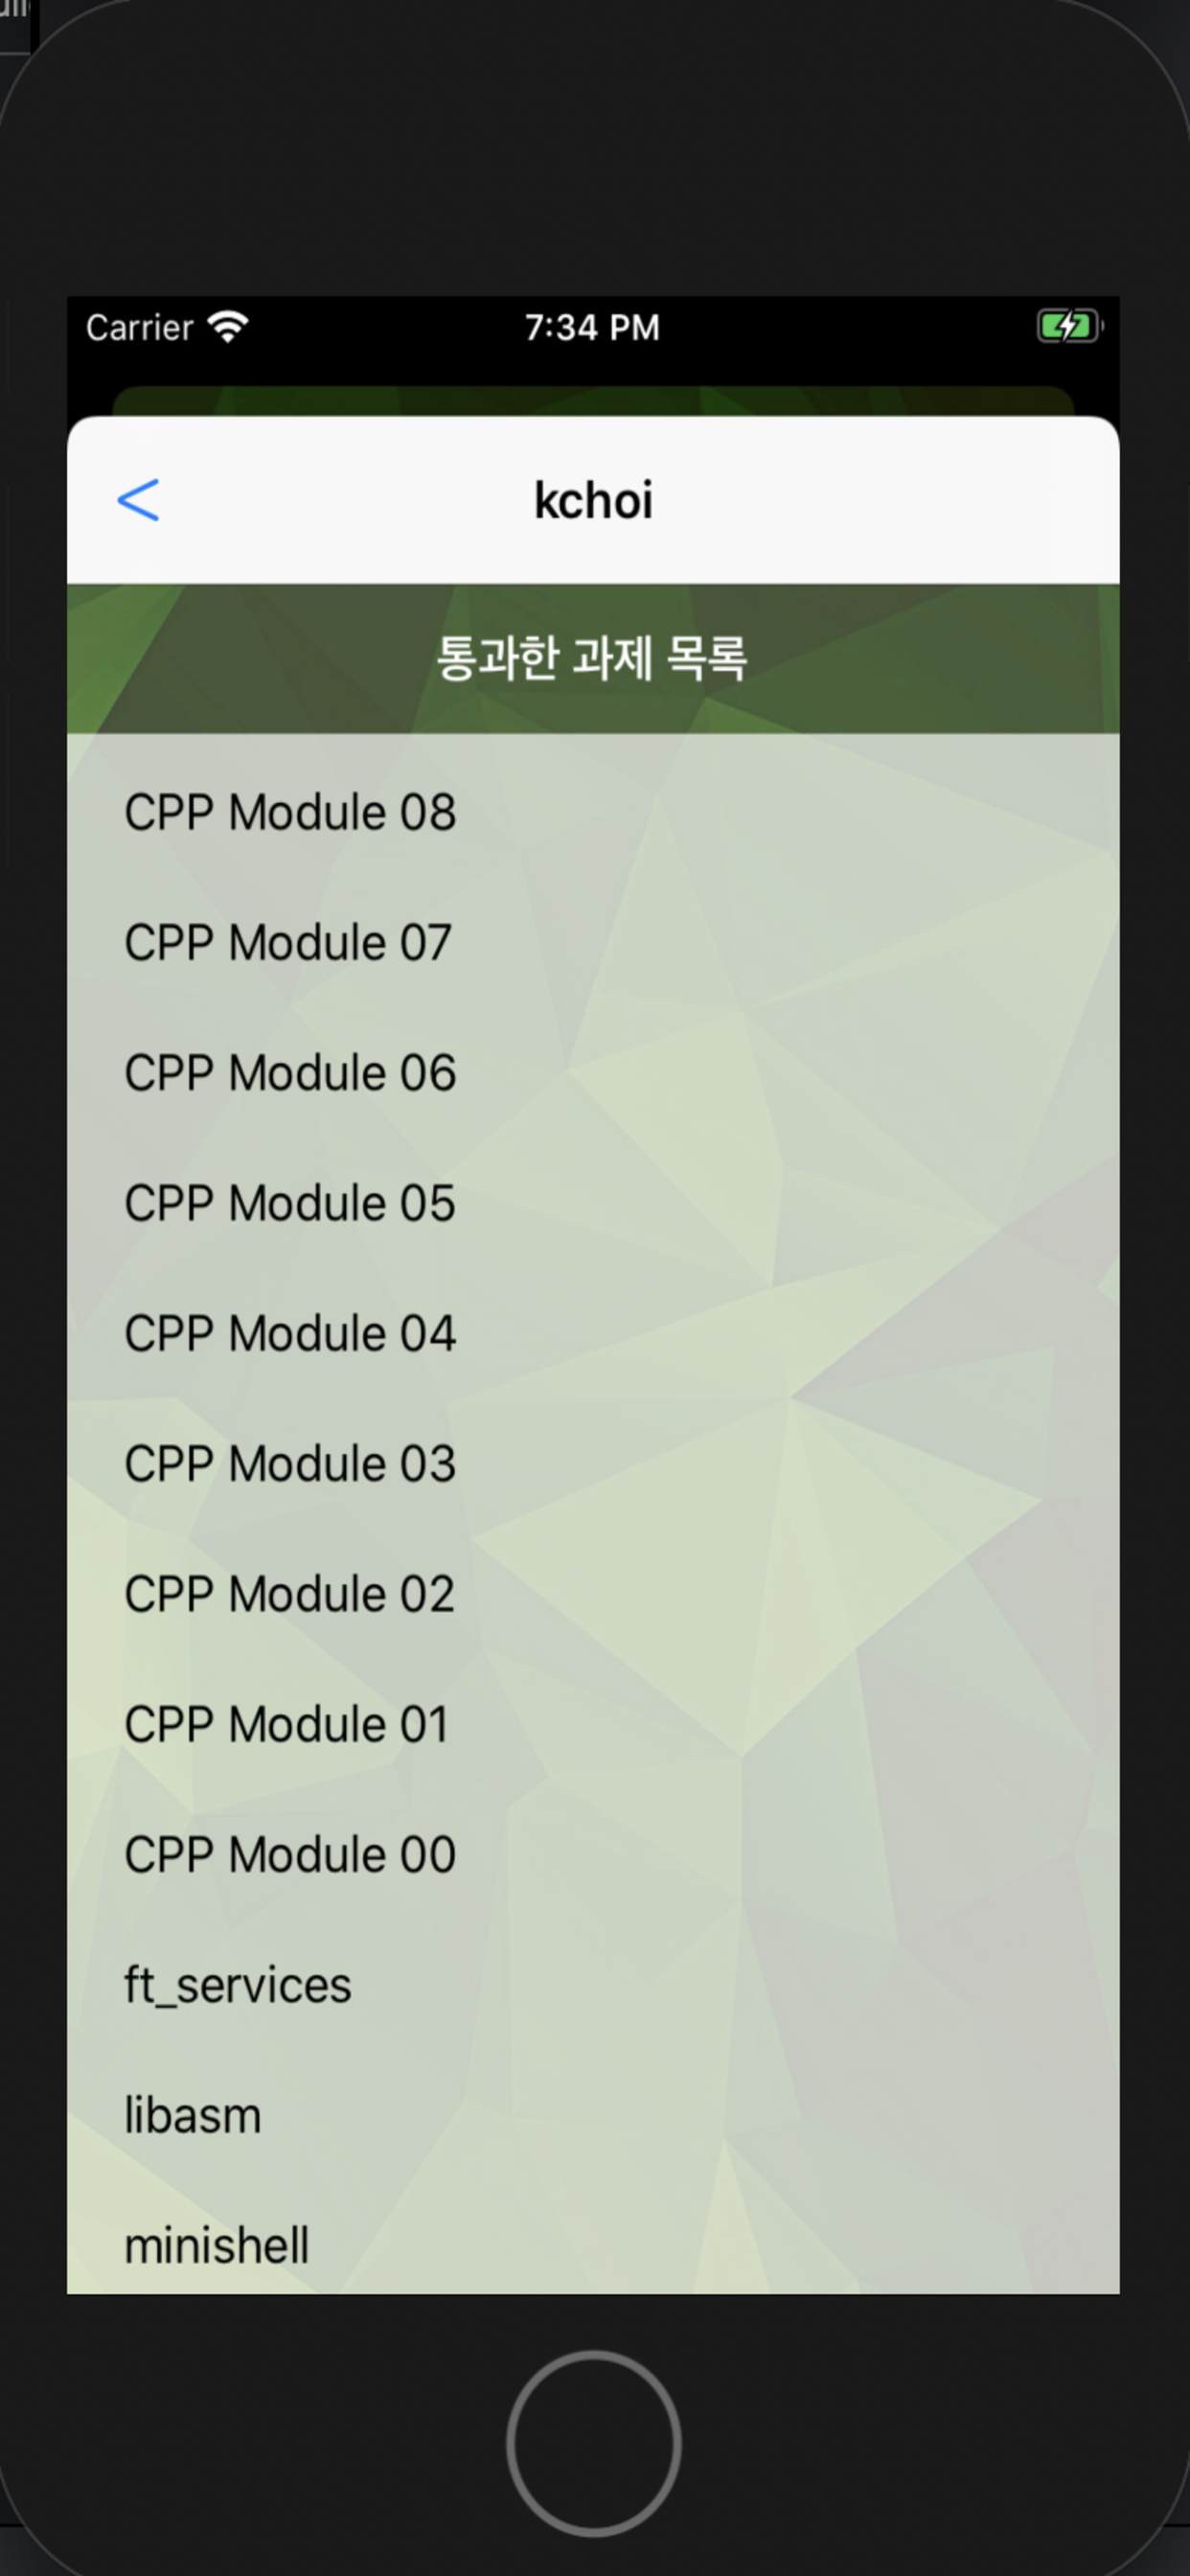 Carrier 7:34 PM
< kchoi
통과한 과제 목록
CPP Module 08
CPP Module 07
CPP Module 06
CPP Module 05
CPP Module 04
CPP Module 03
CPP Module 02
CPP Module 01
CPP Module 00
ft_services
libasm
minishell